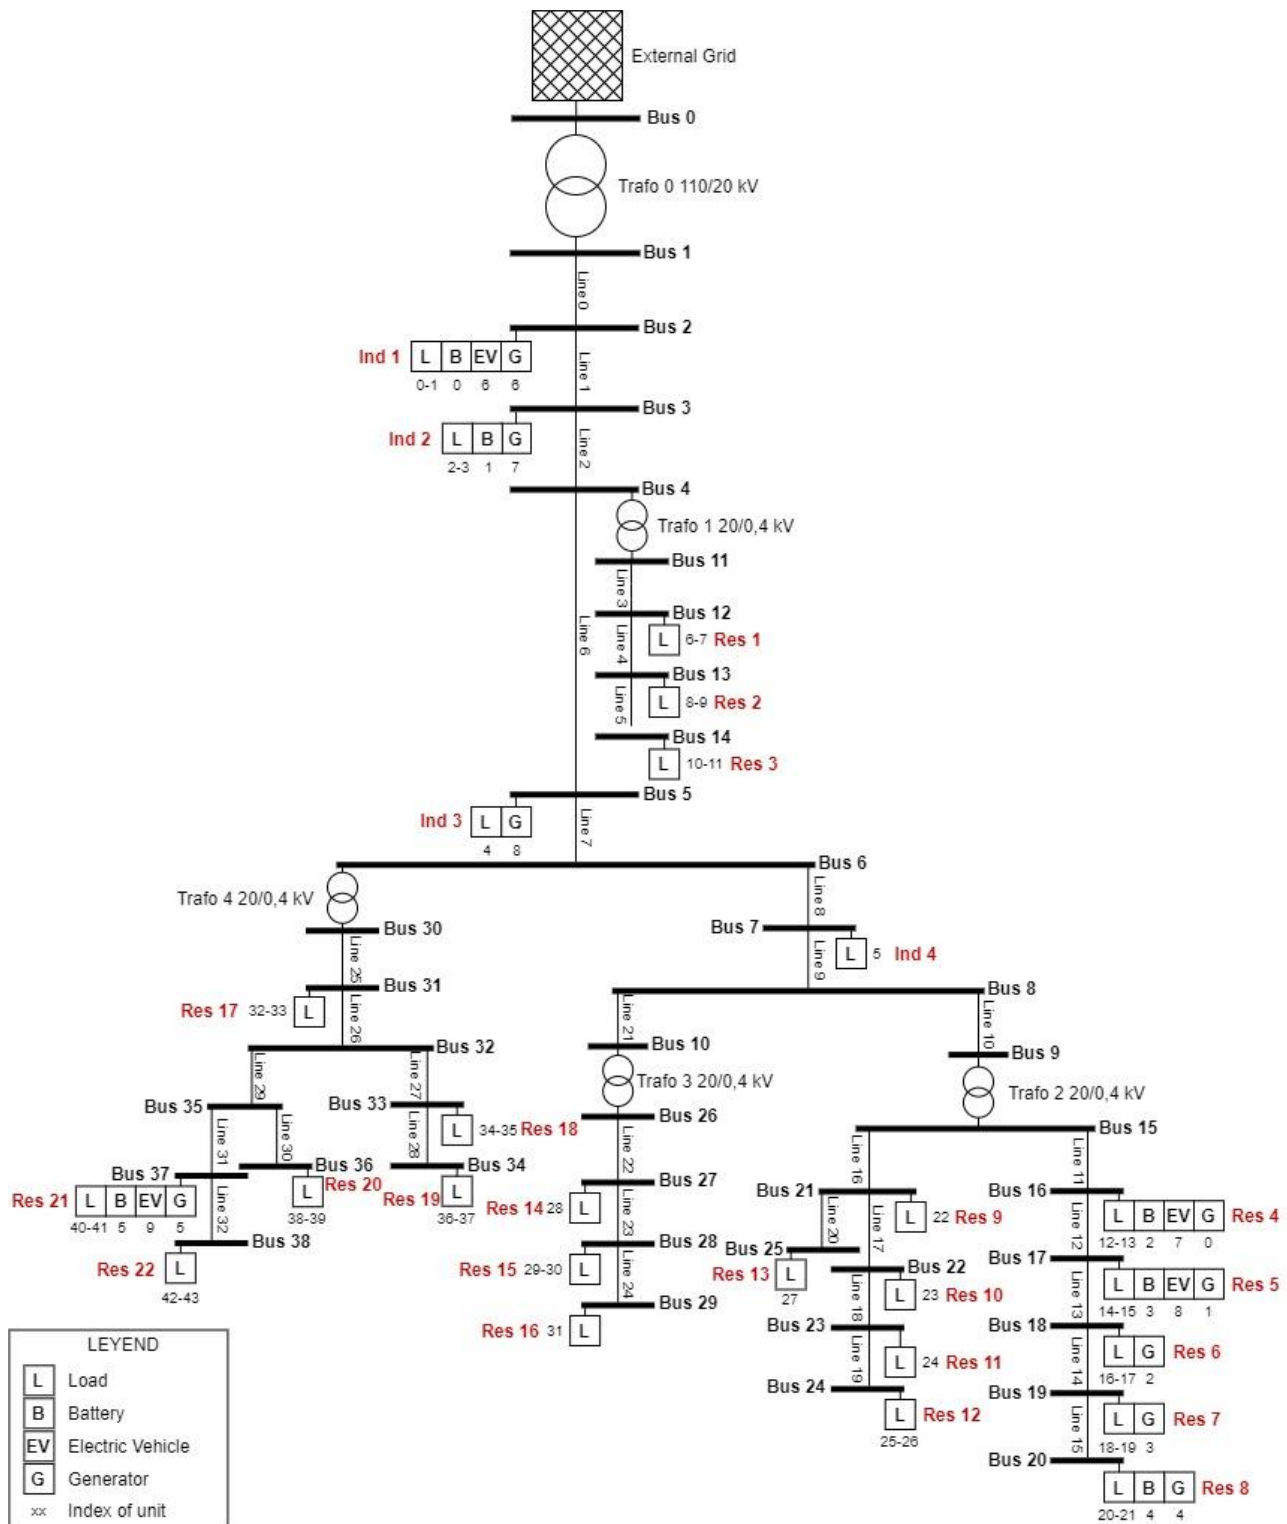 External Grid
Bus 0
Trafo 0 110/20 kV
Bus 1
Line 0
Bus 2
Ind 1 L B EV G
0-1 0 6 6
Line 1
Bus 3
Ind 2 L B G
2-3 1 7
Line 2
Bus 4
Trafo 1 20/0,4 kV
Bus 11
Line 3
Bus 12
L 6-7 Res 1
Line 4
Line 6
Bus 13
L 8-9 Res 2
Line 5
Bus 14
L 10-11 Res 3
Bus 5
Ind 3 L G
4 8
Line 7
Bus 6
Trafo 4 20/0,4 kV
Line 8
Bus 30
Bus 7
L 5 Ind 4
Line 25
Line 9
Bus 31
Bus 8
Res 17 32-33 L
Line 26
Line 21
Line 10
Bus 32
Bus 10
Bus 9
Line 29
Line 27
Trafo 3 20/0,4 kV
Trafo 2 20/0,4 kV
Bus 35
Bus 33
L 34-35 Res 18
Bus 26
Bus 15
Line 31
Line 30
Line 28
Line 22
Line 16
Line 11
Bus 37
Bus 36
Bus 34
Bus 27
Bus 21
Bus 16
Res 21 L B EV G
40-41 5 9 5
L Res 20
38-39
Res 19 L
36-37
Res 14 28 L
L 22 Res 9
L B EV G Res 4
12-13 2 7 0
Line 32
Line 23
Line 20
Line 17
Line 12
Bus 38
Bus 28
Bus 25
Bus 22
Bus 17
Res 22 L
42-43
Res 15 29-30 L
Res 13 L
27
L 23 Res 10
L B EV G Res 5
14-15 3 8 1
Line 24
Line 18
Line 13
Bus 29
Bus 23
Bus 18
Res 16 31 L
L 24 Res 11
L G Res 6
16-17 2
Line 19
Line 14
Bus 24
Bus 19
L Res 12
25-26
L G Res 7
18-19 3
Line 15
Bus 20
L B G Res 8
20-21 4 4
LEYEND
L Load
B Battery
EV Electric Vehicle
G Generator
xx Index of unit